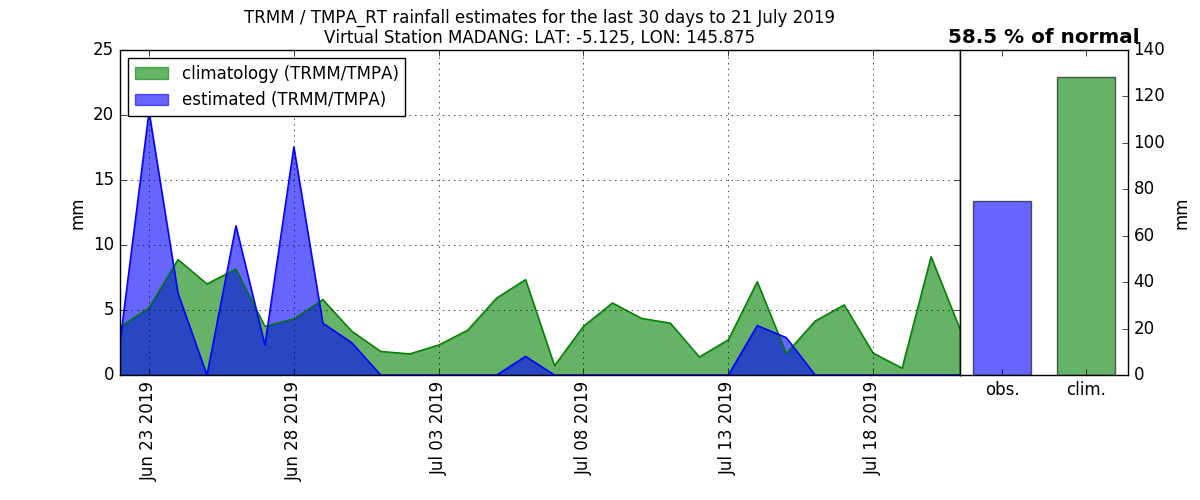 TRMM / TMPA_RT rainfall estimates for the last 30 days to 21 July 2019
Virtual Station MADANG: LAT: -5.125, LON: 145.875
58.5 % of normal
climatology (TRMM/TMPA)
estimated (TRMM/TMPA)
25
20
15
10
5
0
mm
Jun 23 2019
Jun 28 2019
Jul 03 2019
Jul 08 2019
Jul 13 2019
Jul 18 2019
140
120
100
80
60
40
20
0
mm
obs.
clim.